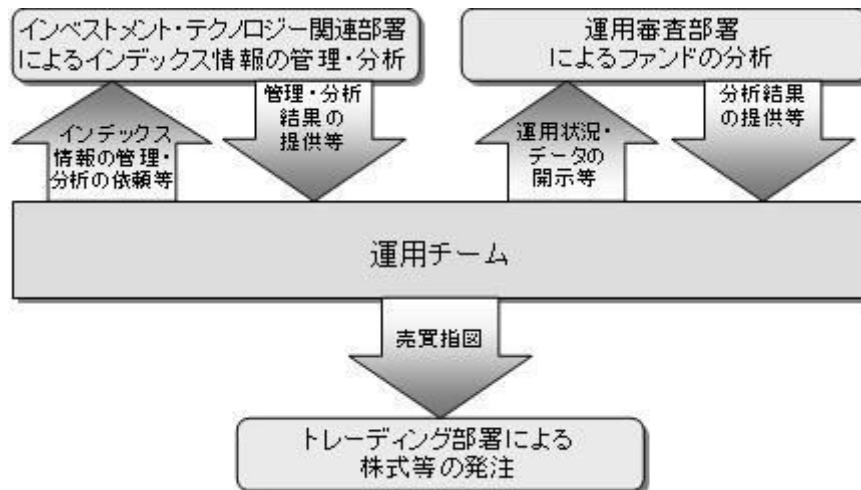 インベストメント・テクノロジー関連部署
によるインデックス情報の管理・分析
運用審査部署
によるファンドの分析
インデックス
情報の管理・
分析の依頼等
管理・分析
結果の
提供等
運用状況・
データの
開示等
分析結果
の提供等
運用チーム
売買指図
トレーディング部署による
株式等の発注